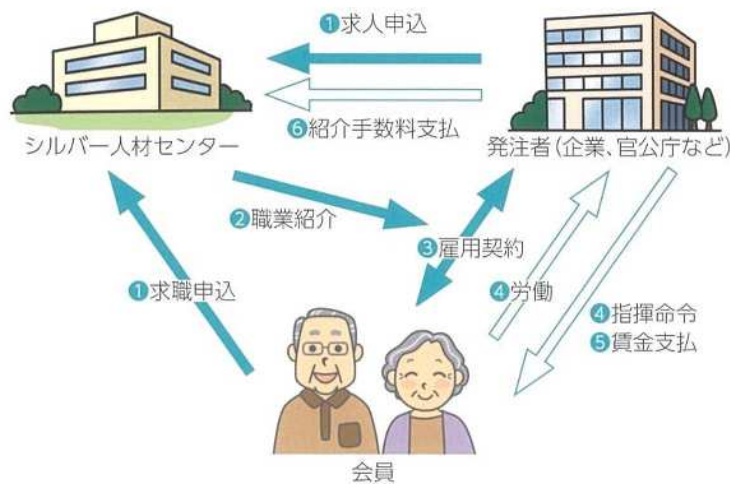 ❶求人申込
❻紹介手数料支払
シルバー人材センター
発注者(企業、官公庁など)
❷職業紹介
❸雇用契約
❶求職申込
❹労働
❹指揮命令
❺賃金支払
会員